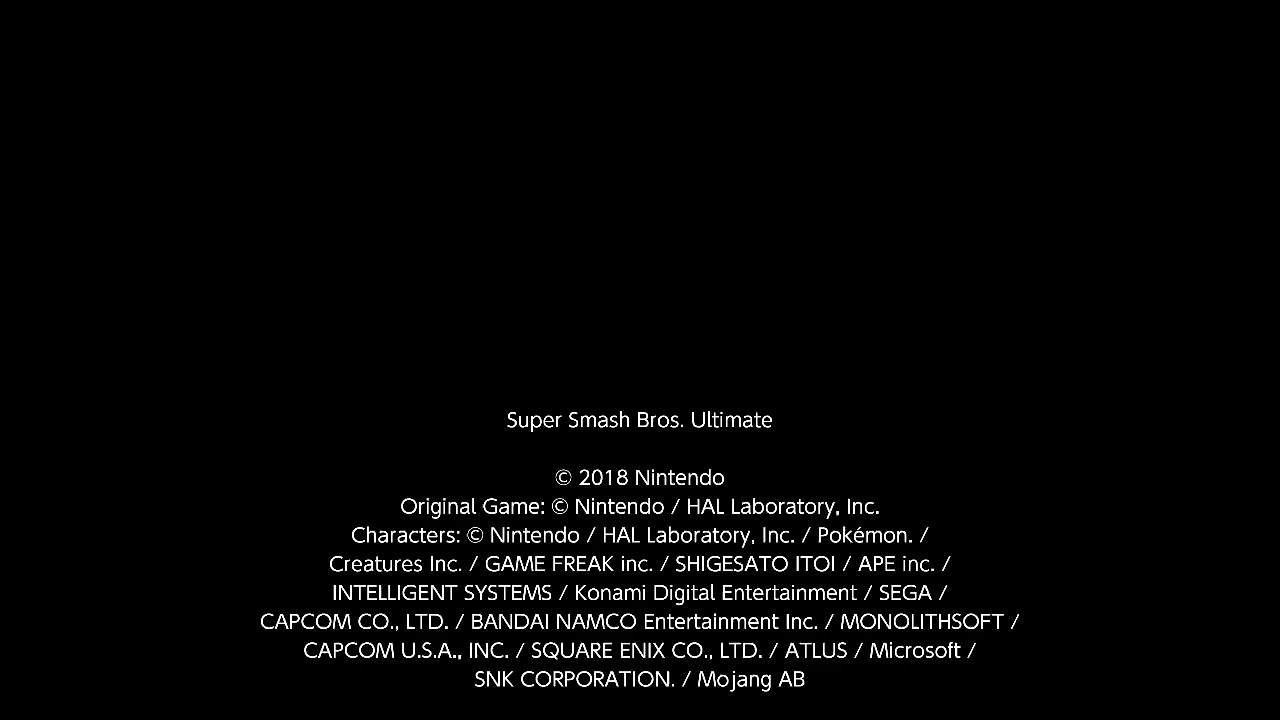 Super Smash Bros. Ultimate
© 2018 Nintendo
Original Game: © Nintendo / HAL Laboratory, Inc.
Characters: © Nintendo / HAL Laboratory, Inc. / Pokémon. /
Creatures Inc. / GAME FREAK inc. / SHIGESATO ITOI / APE inc. /
INTELLIGENT SYSTEMS / Konami Digital Entertainment / SEGA /
CAPCOM CO., LTD. / BANDAI NAMCO Entertainment Inc. / MONOLITHSOFT /
CAPCOM U.S.A., INC. / SQUARE ENIX CO., LTD. / ATLUS / Microsoft /
SNK CORPORATION. / Mojang AB